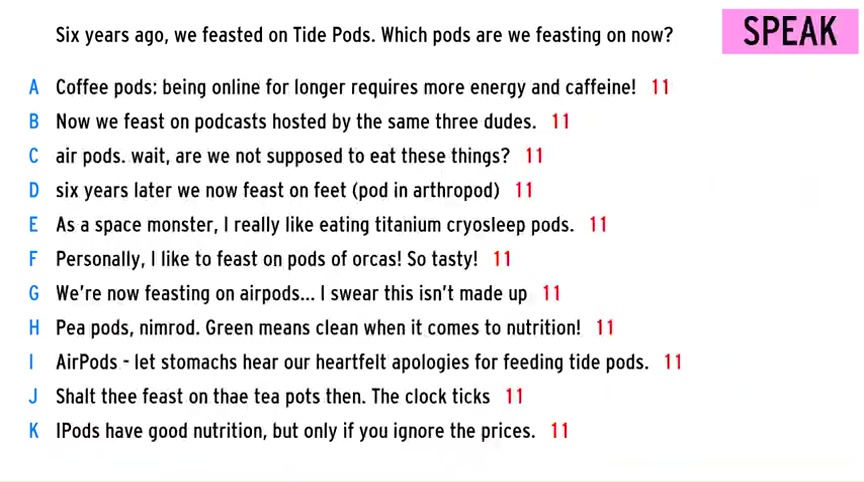 Six years ago, we feasted on Tide Pods. Which pods are we feasting on now?
SPEAK
A Coffee pods: being online for longer requires more energy and caffeine! 11
B Now we feast on podcasts hosted by the same three dudes. 11
C air pods. wait, are we not supposed to eat these things? 11
D six years later we now feast on feet (pod in arthropod) 11
E As a space monster, I really like eating titanium cryosleep pods. 11
F Personally, I like to feast on pods of orcas! So tasty! 11
G We're now feasting on airpods... I swear this isn't made up 11
H Pea pods, nimrod. Green means clean when it comes to nutrition! 11
I AirPods - let stomachs hear our heartfelt apologies for feeding tide pods. 11
J Shalt thee feast on thae tea pots then. The clock ticks 11
K IPods have good nutrition, but only if you ignore the prices. 11